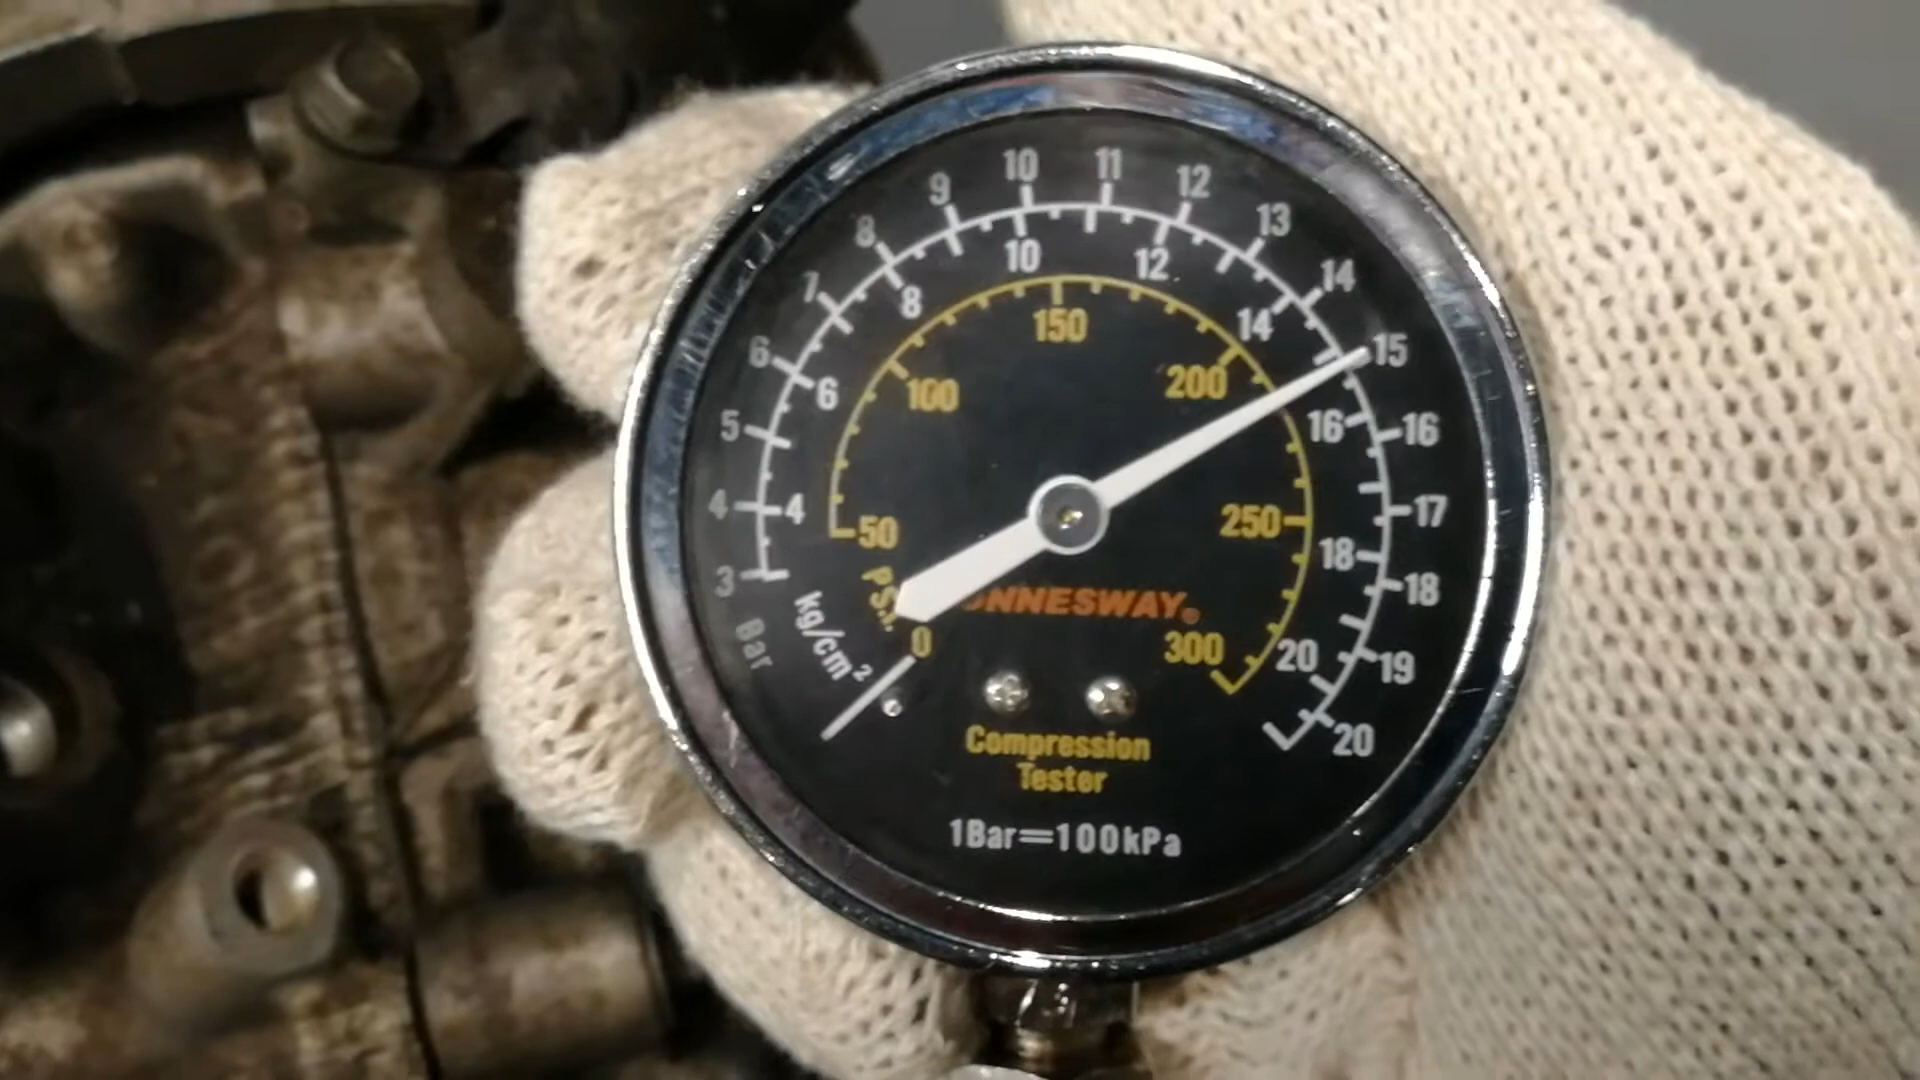 3 4 5 6 7 8 9 10 11 12 13 14 15 16 17 18 19 20
Bar
4 6 8 10 12 14 16 18 20
kg/cm²
50 100 150 200 250 300
PSI.
0
NNESWAY®
Compression
Tester
1Bar=100kPa